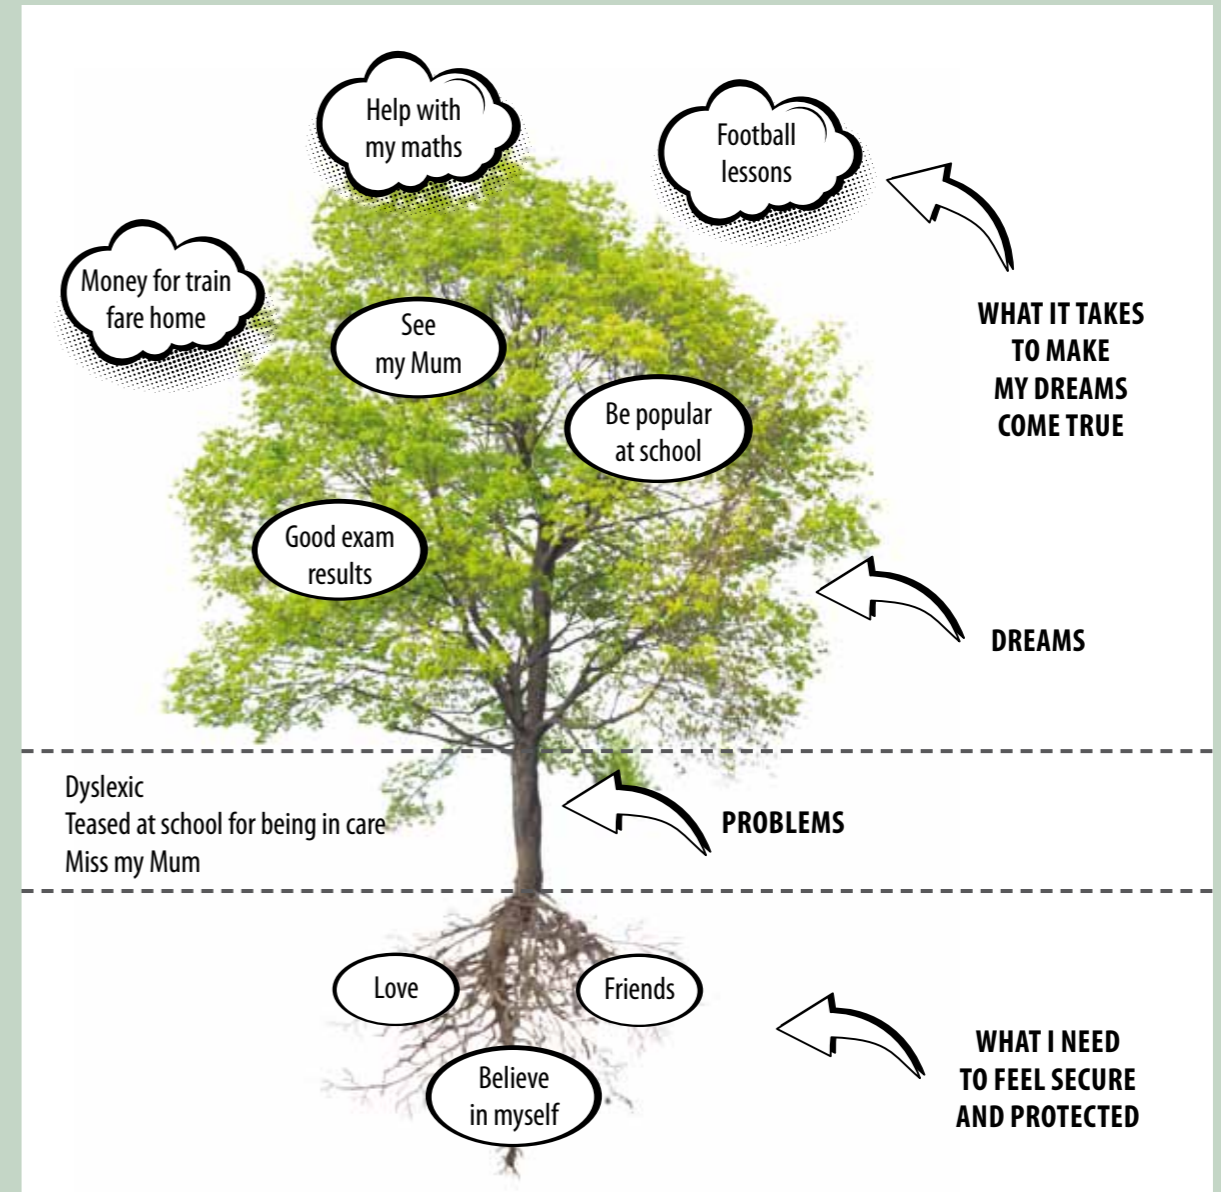 Help with
my maths
Football
lessons
Money for train
fare home
WHAT IT TAKES
TO MAKE
MY DREAMS
COME TRUE
See
my Mum
Be popular
at school
Good exam
results
DREAMS
Dyslexic
Teased at school for being in care
Miss my Mum
PROBLEMS
Love
Friends
Believe
in myself
WHAT I NEED
TO FEEL SECURE
AND PROTECTED